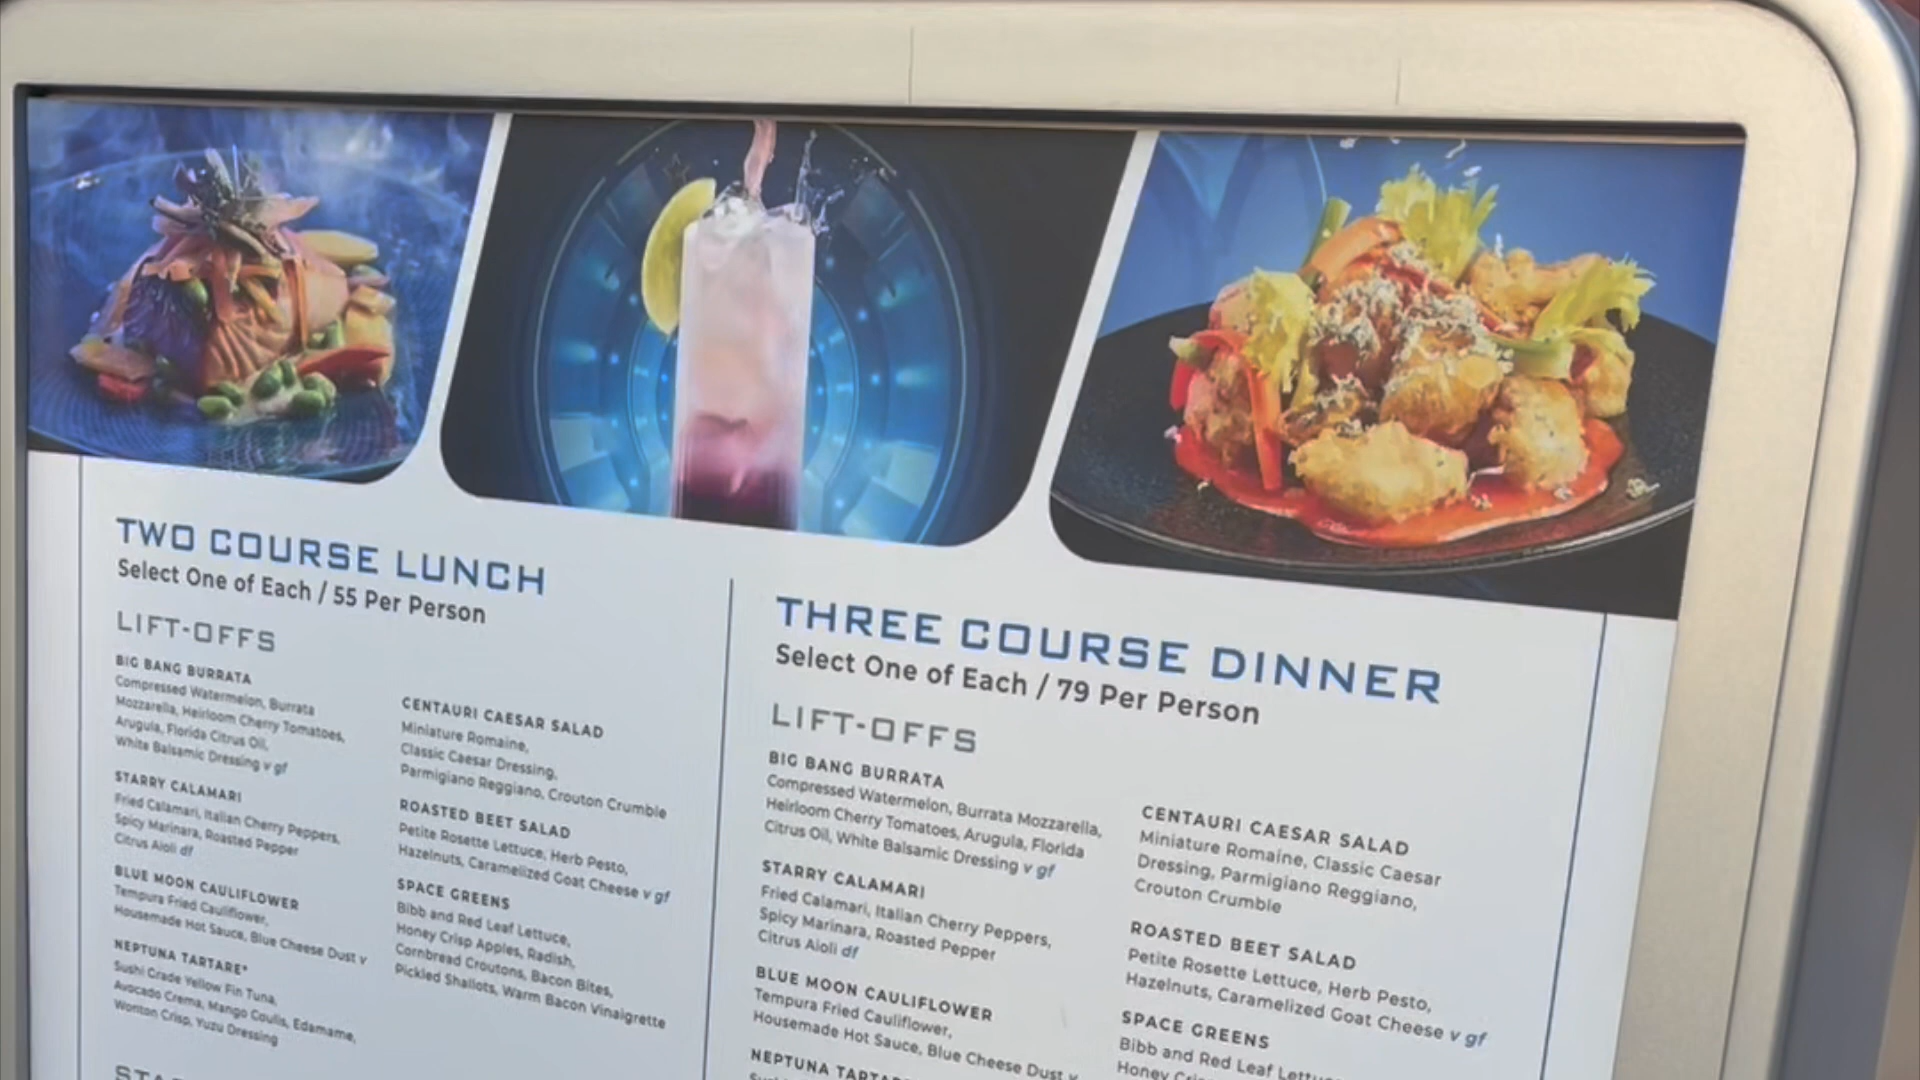 TWO COURSE LUNCH
Select One of Each / 55 Per Person
LIFT-OFFS
BIG BANG BURRATA
Compressed Watermelon, Burrata
Mozzarella, Heirloom Cherry Tomatoes,
Arugula, Florida Citrus Oil,
White Balsamic Dressing v gf
STARRY CALAMARI
Fried Calamari, Italian Cherry Peppers,
Spicy Marinara, Roasted Pepper
Citrus Aioli df
BLUE MOON CAULIFLOWER
Tempura Fried Cauliflower,
Housemade Hot Sauce, Blue Cheese Dust v
NEPTUNA TARTARE*
Sushi Grade Yellow Fin Tuna,
Avocado Crema, Mango Coulis, Edamame,
Wonton Crisp, Yuzu Dressing
CENTAURI CAESAR SALAD
Miniature Romaine,
Classic Caesar Dressing,
Parmigiano Reggiano, Crouton Crumble
ROASTED BEET SALAD
Petite Rosette Lettuce, Herb Pesto,
Hazelnuts, Caramelized Goat Cheese v gf
SPACE GREENS
Bibb and Red Leaf Lettuce,
Honey Crisp Apples, Radish,
Cornbread Croutons, Bacon Bites,
Pickled Shallots, Warm Bacon Vinaigrette
THREE COURSE DINNER
Select One of Each / 79 Per Person
LIFT-OFFS
BIG BANG BURRATA
Compressed Watermelon, Burrata Mozzarella,
Heirloom Cherry Tomatoes, Arugula, Florida
Citrus Oil, White Balsamic Dressing v gf
STARRY CALAMARI
Fried Calamari, Italian Cherry Peppers,
Spicy Marinara, Roasted Pepper
Citrus Aioli df
BLUE MOON CAULIFLOWER
Tempura Fried Cauliflower,
Housemade Hot Sauce, Blue Cheese Dust v
NEPTUNA
CENTAURI CAESAR SALAD
Miniature Romaine, Classic Caesar
Dressing, Parmigiano Reggiano,
Crouton Crumble
ROASTED BEET SALAD
Petite Rosette Lettuce, Herb Pesto,
Hazelnuts, Caramelized Goat Cheese v gf
SPACE GREENS
Bibb and Red Leaf
Honey